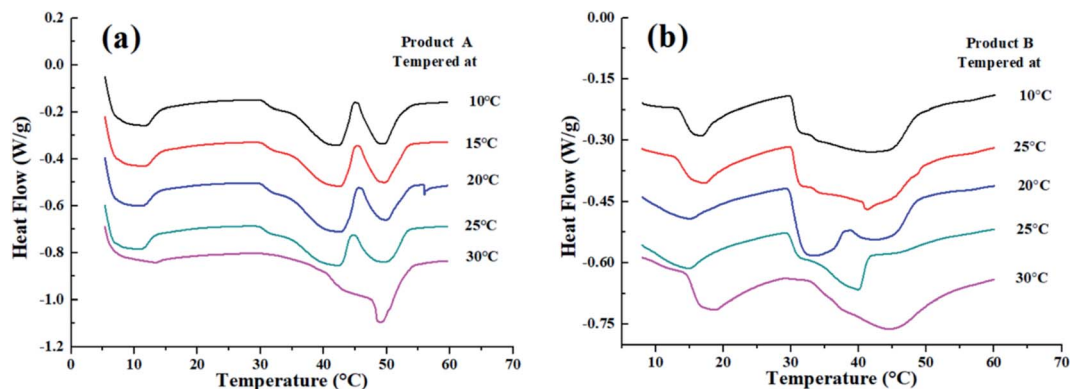 (a)
Product A
Tempered at
10°C
15°C
20°C
25°C
30°C
Heat Flow (W/g)
0.2
0.0
-0.2
-0.4
-0.6
-0.8
-1.0
-1.2
0
10
20
30
40
50
60
70
Temperature (°C)
(b)
Product B
Tempered at
10°C
25°C
20°C
25°C
30°C
Heat Flow (W/g)
0.00
-0.15
-0.30
-0.45
-0.60
-0.75
10
20
30
40
50
60
70
Temperature (°C)